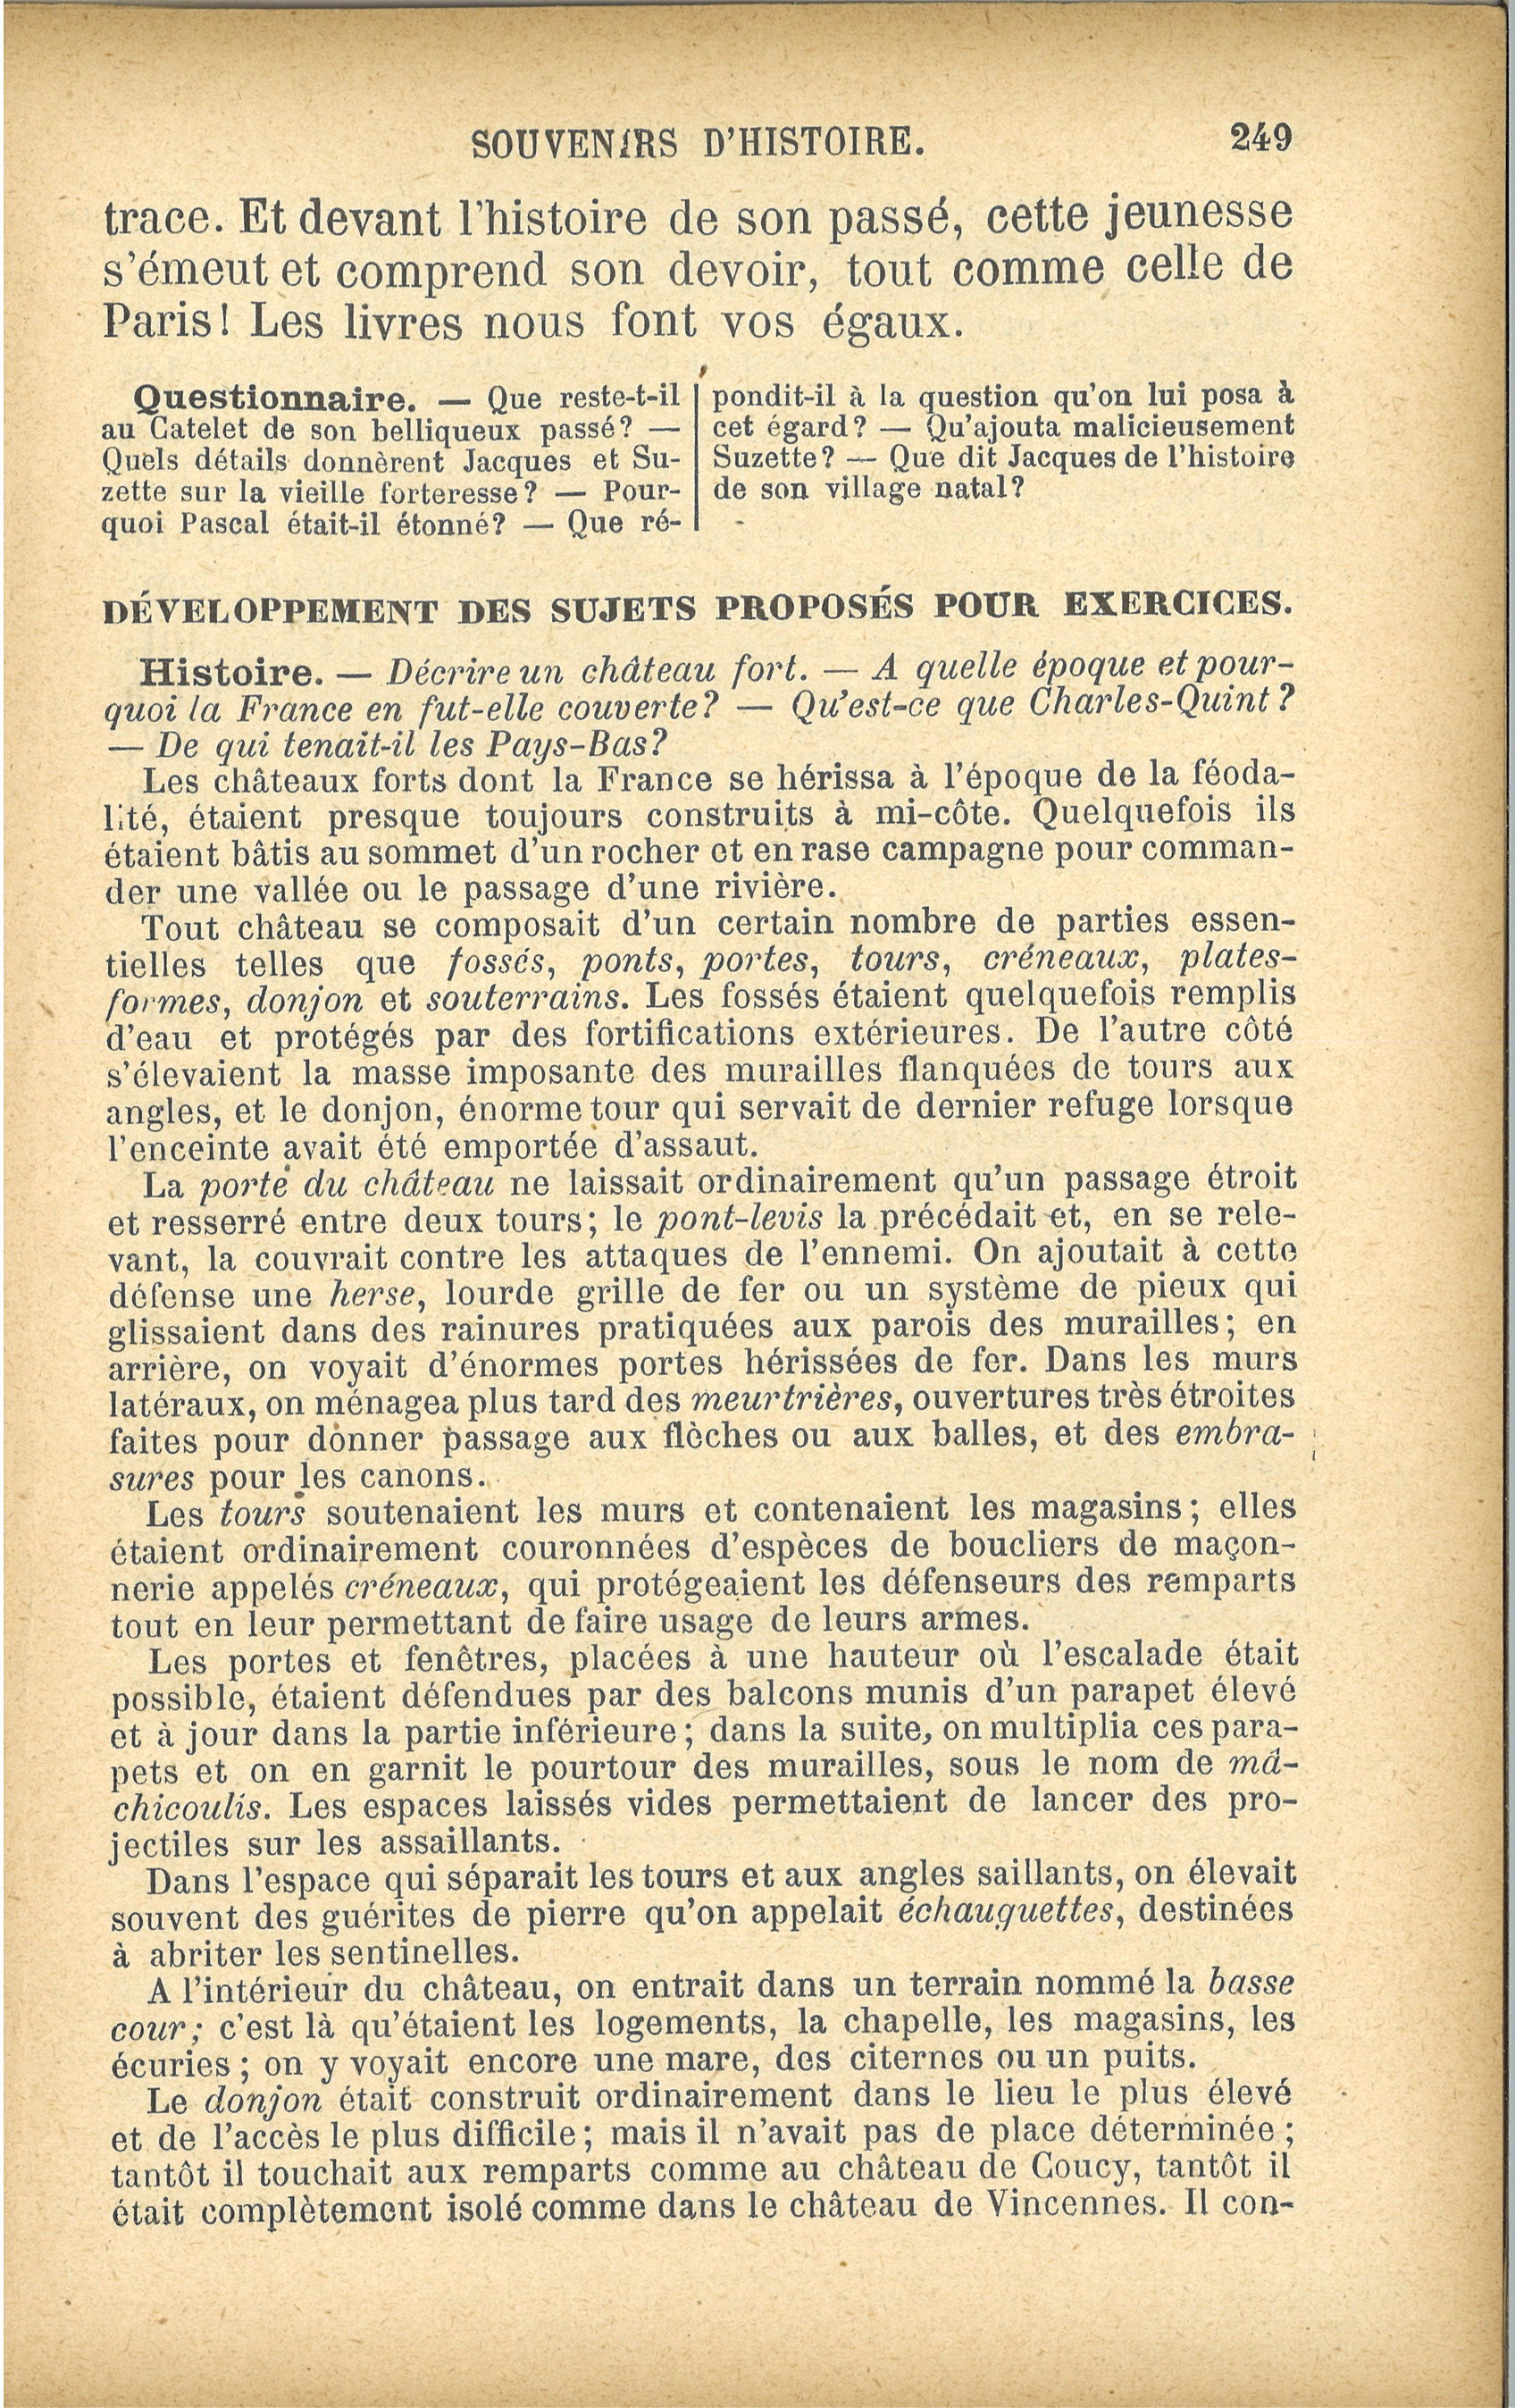 SOUVENIRS D'HISTOIRE. 249
trace. Et devant l'histoire de son passé, cette jeunesse
s'émeut et comprend son devoir, tout comme celle de
Paris! Les livres nous font vos égaux.
Questionnaire. — Que reste-t-il
au Catelet de son belliqueux passé? —
Quels détails donnèrent Jacques et Su-
zette sur la vieille forteresse? — Pour-
quoi Pascal était-il étonné? — Que ré-
pondit-il à la question qu'on lui posa à
cet égard? — Qu'ajouta malicieusement
Suzette? — Que dit Jacques de l'histoire
de son village natal?
DÉVELOPPEMENT DES SUJETS PROPOSÉS POUR EXERCICES.
Histoire. — Décrire un château fort. — A quelle époque et pour-
quoi la France en fut-elle couverte? — Qu'est-ce que Charles-Quint?
— De qui tenait-il les Pays-Bas?
Les châteaux forts dont la France se hérissa à l'époque de la féoda-
lité, étaient presque toujours construits à mi-côte. Quelquefois ils
étaient bâtis au sommet d'un rocher et en rase campagne pour comman-
der une vallée ou le passage d'une rivière.
Tout château se composait d'un certain nombre de parties essen-
tielles telles que fossés, ponts, portes, tours, créneaux, plates-
formes, donjon et souterrains. Les fossés étaient quelquefois remplis
d'eau et protégés par des fortifications extérieures. De l'autre côté
s'élevaient la masse imposante des murailles flanquées de tours aux
angles, et le donjon, énorme tour qui servait de dernier refuge lorsque
l'enceinte avait été emportée d'assaut.
La porte du château ne laissait ordinairement qu'un passage étroit
et resserré entre deux tours; le pont-levis la précédait et, en se rele-
vant, la couvrait contre les attaques de l'ennemi. On ajoutait à cette
défense une herse, lourde grille de fer ou un système de pieux qui
glissaient dans des rainures pratiquées aux parois des murailles; en
arrière, on voyait d'énormes portes hérissées de fer. Dans les murs
latéraux, on ménagea plus tard des meurtrières, ouvertures très étroites
faites pour donner passage aux flèches ou aux balles, et des embra-
sures pour les canons.
Les tours soutenaient les murs et contenaient les magasins; elles
étaient ordinairement couronnées d'espèces de boucliers de maçon-
nerie appelés créneaux, qui protégeaient les défenseurs des remparts
tout en leur permettant de faire usage de leurs armes.
Les portes et fenêtres, placées à une hauteur où l'escalade était
possible, étaient défendues par des balcons munis d'un parapet élevé
et à jour dans la partie inférieure; dans la suite, on multiplia ces para-
pets et on en garnit le pourtour des murailles, sous le nom de mâ-
chicoulis. Les espaces laissés vides permettaient de lancer des pro-
jectiles sur les assaillants.
Dans l'espace qui séparait les tours et aux angles saillants, on élevait
souvent des guérites de pierre qu'on appelait échauguettes, destinées
à abriter les sentinelles.
A l'intérieur du château, on entrait dans un terrain nommé la basse
cour; c'est là qu'étaient les logements, la chapelle, les magasins, les
écuries; on y voyait encore une mare, des citernes ou un puits.
Le donjon était construit ordinairement dans le lieu le plus élevé
et de l'accès le plus difficile; mais il n'avait pas de place déterminée;
tantôt il touchait aux remparts comme au château de Coucy, tantôt il
était complètement isolé comme dans le château de Vincennes. Il con-